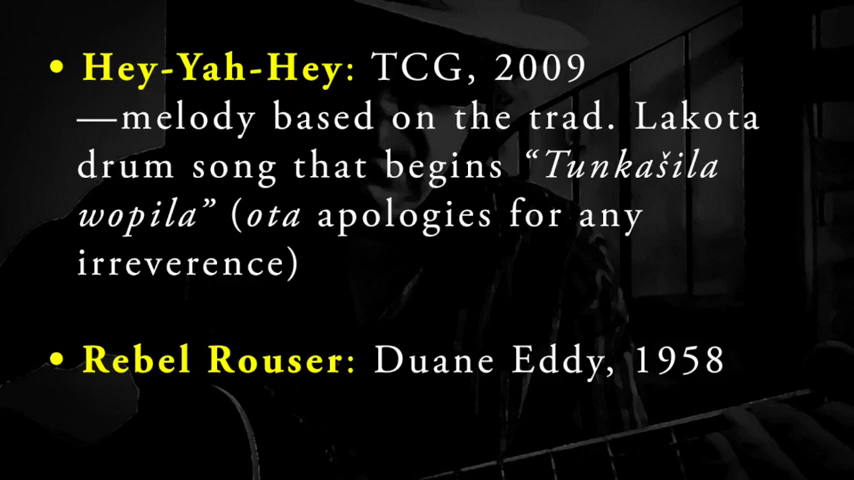 • Hey-Yah-Hey: TCG, 2009
—melody based on the trad. Lakota
drum song that begins “Tunkašila
wopila” (ota apologies for any
irreverence)
• Rebel Rouser: Duane Eddy, 1958